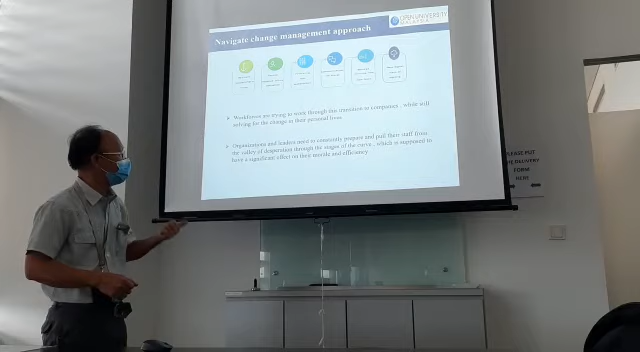 Navigate change management approach
OPEN UNIVERSITY
MALAYSIA
➤ Workforces are trying to work through this transition to companies , while still
solving for the change in their personal lives
➤ Organizations and leaders need to constantly prepare and pull their staff from
the valley of desperation through the stages of the curve , which is supposed to
have a significant effect on their morale and efficiency
PLEASE PUT
THE DELIVERY
FORM
HERE